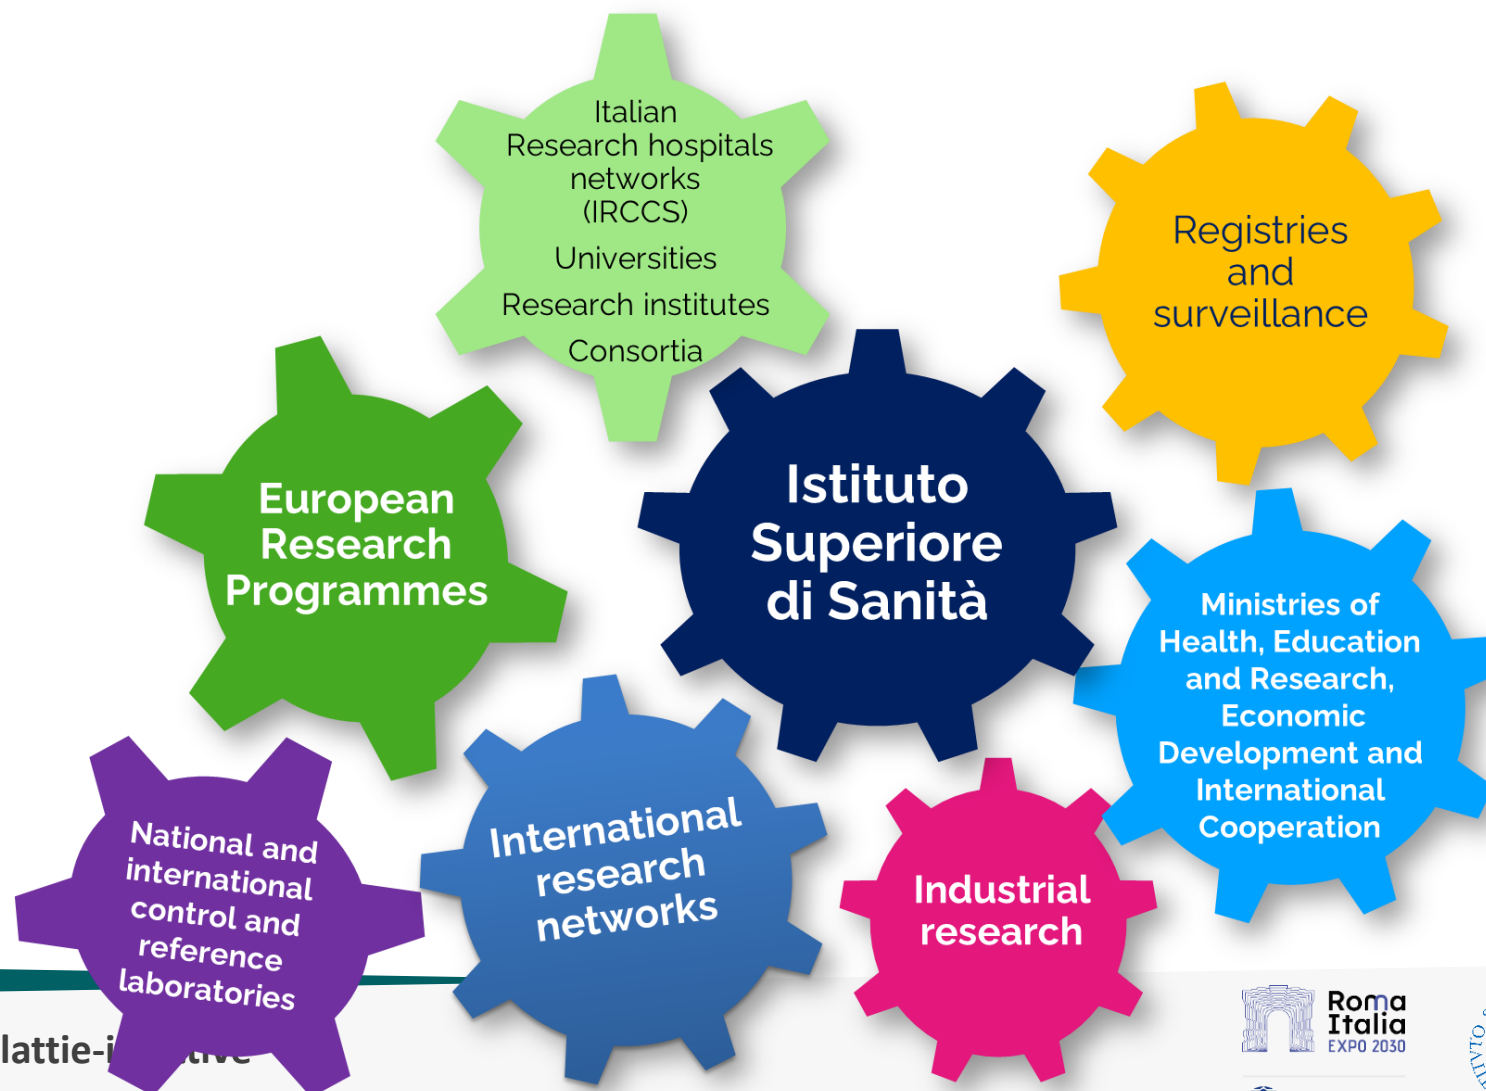 Italian
Research hospitals
networks
(IRCCS)
Universities
Research institutes
Consortia
Registries
and
surveillance
European
Research
Programmes
Istituto
Superiore
di Sanità
Ministries of
Health, Education
and Research,
Economic
Development and
International
Cooperation
National and
international
control and
reference
laboratories
International
research
networks
Industrial
research
Roma
Italia
EXPO 2030